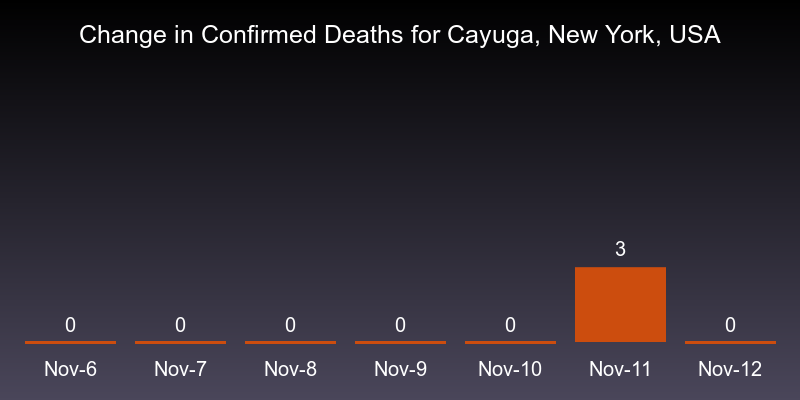 Change in Confirmed Deaths for Cayuga, New York, USA
3
0 0 0 0 0 0
Nov-6 Nov-7 Nov-8 Nov-9 Nov-10 Nov-11 Nov-12